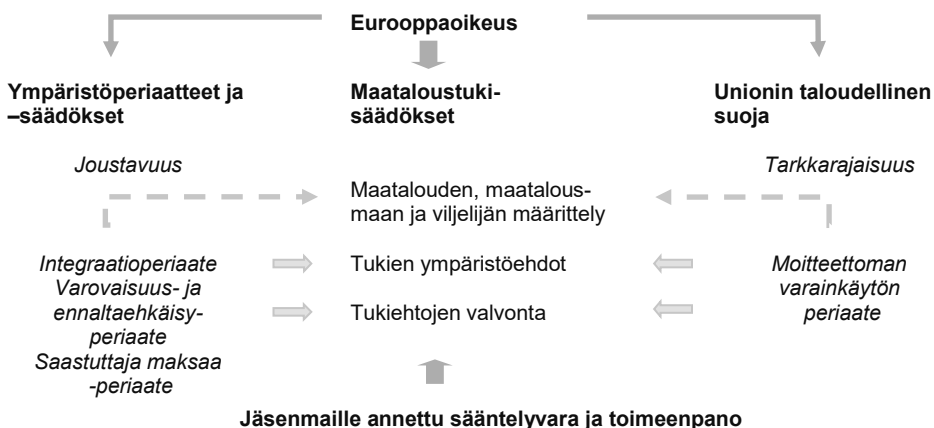 Eurooppaoikeus
Ympäristöperiaatteet ja
–säädökset
Maataloustuki-
säädökset
Unionin taloudellinen
suoja
Joustavuus
Tarkkarajaisuus
Maatalouden, maatalous-
maan ja viljelijän määrittely
Integraatioperiaate
Varovaisuus- ja
ennaltaehkäisy-
periaate
Saastuttaja maksaa
-periaate
Tukien ympäristöehdot
Tukiehtojen valvonta
Moitteettoman
varainkäytön
periaate
Jäsenmaille annettu sääntelyvara ja toimeenpano